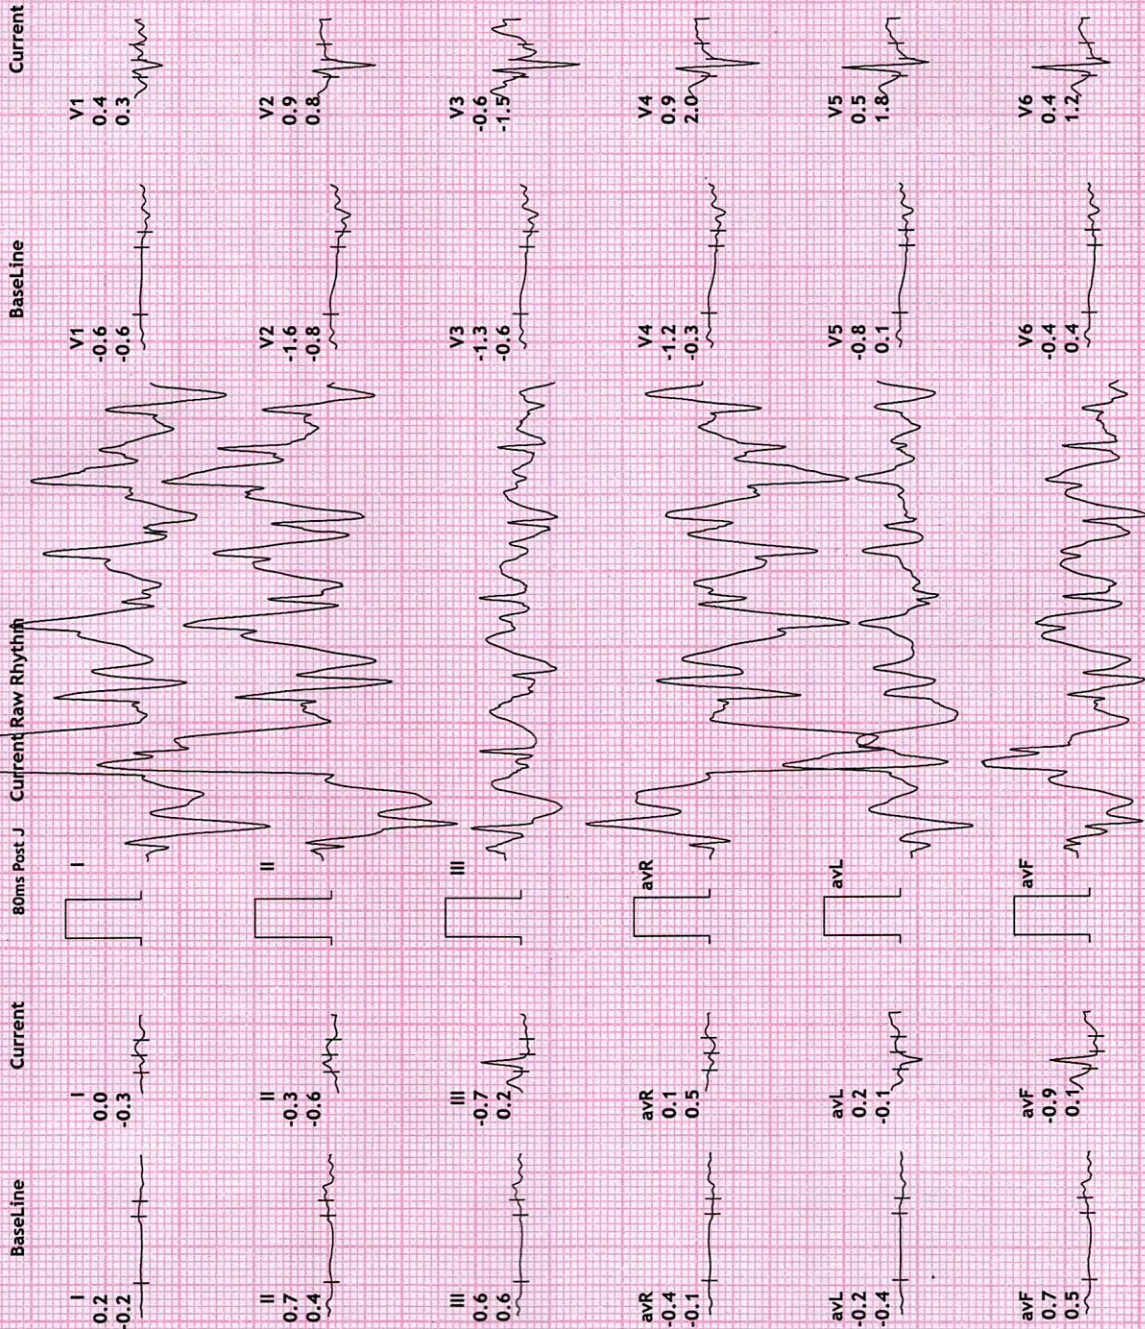 BaseLine Current 80ms Post J Current Raw Rhythm BaseLine Current
I
0.2
-0.2
I
0.0
-0.3
I
V1
-0.6
-0.6
V1
0.4
0.3
II
0.7
0.4
II
-0.3
-0.6
II
V2
-1.6
-0.8
V2
0.9
0.8
III
0.6
0.6
III
-0.7
0.2
III
V3
-1.3
-0.6
V3
-0.6
-1.5
avR
-0.4
-0.1
avR
0.1
0.5
avR
V4
-1.2
-0.3
V4
0.9
2.0
avL
-0.2
-0.4
avL
0.2
-0.1
avL
V5
-0.8
0.1
V5
0.5
1.8
avF
0.7
0.5
avF
-0.9
0.1
avF
V6
-0.4
0.4
V6
0.4
1.2